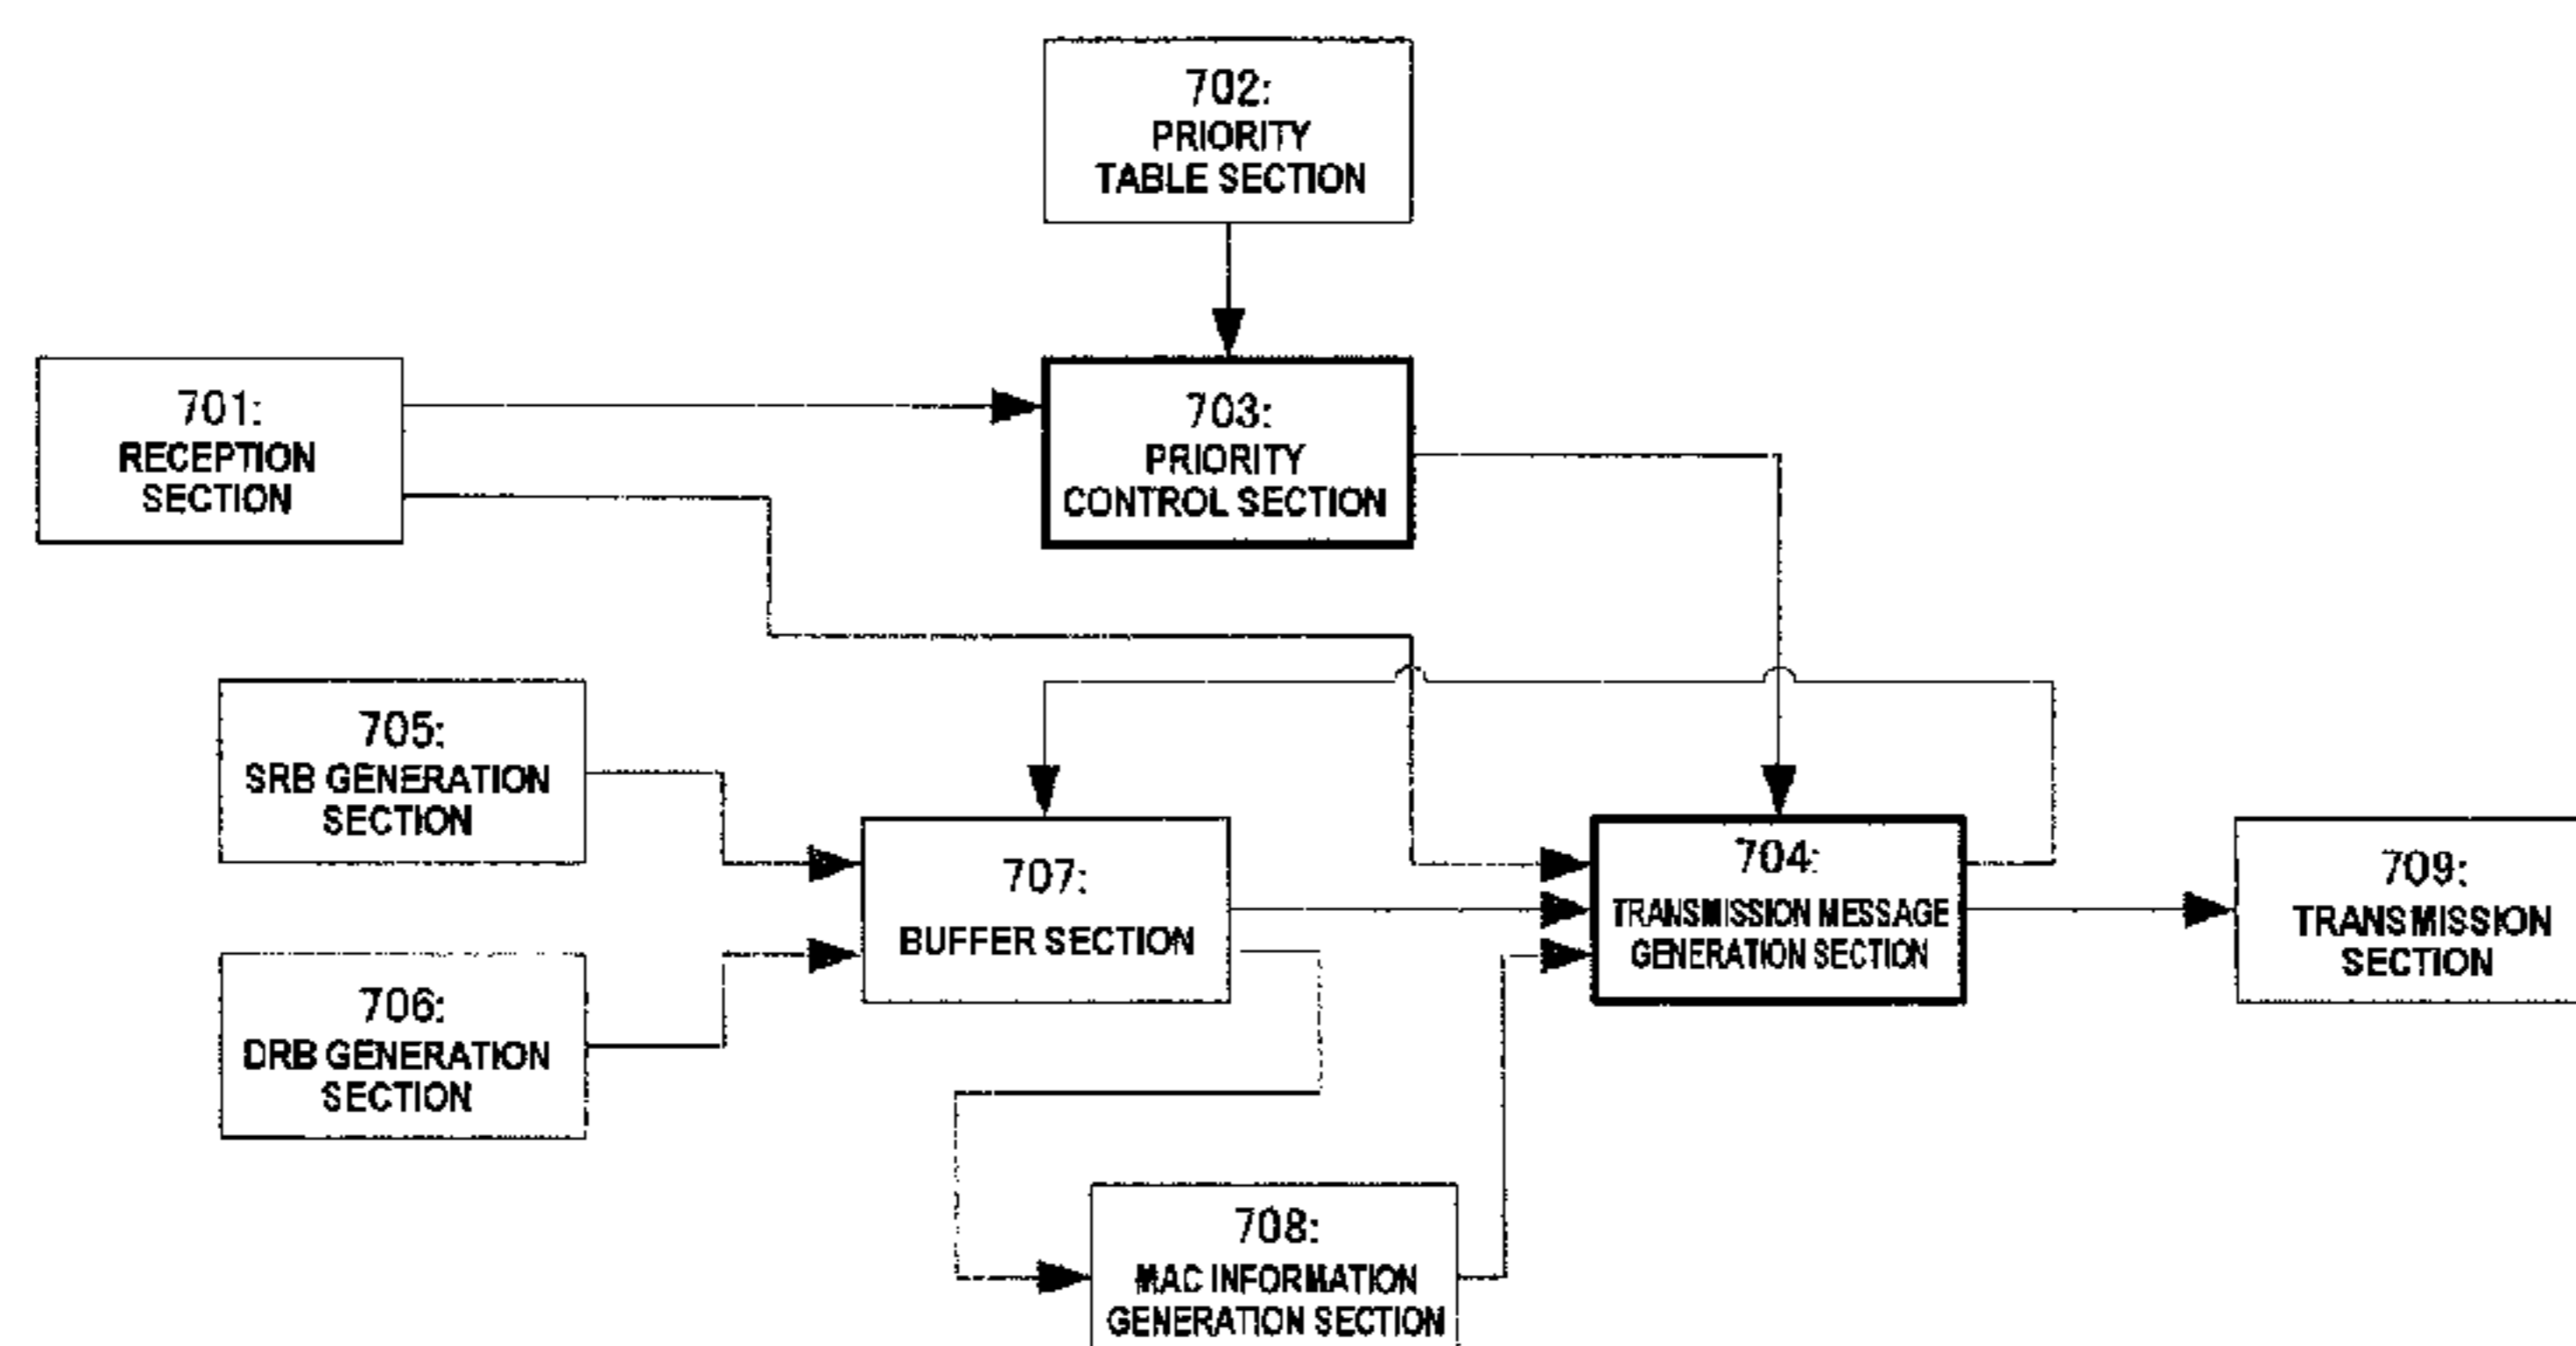 702:
PRIORITY
TABLE SECTION
701:
RECEPTION
SECTION
703:
PRIORITY
CONTROL SECTION
705:
SRB GENERATION
SECTION
707:
BUFFER SECTION
704:
TRANSMISSION MESSAGE
GENERATION SECTION
709:
TRANSMISSION
SECTION
706:
DRB GENERATION
SECTION
708:
MAC INFORMATION
GENERATION SECTION